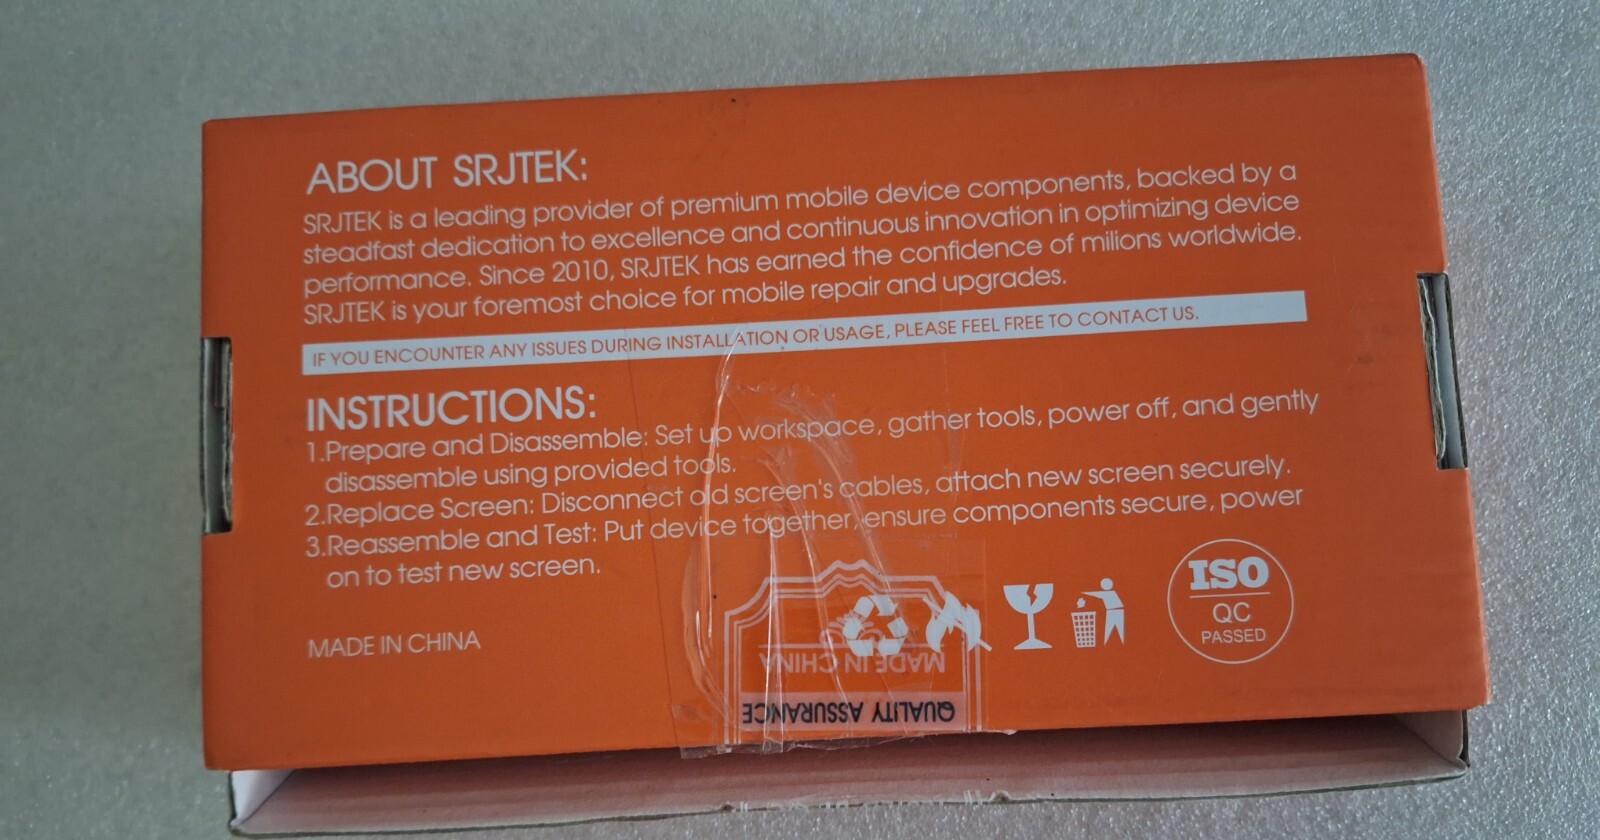 ABOUT SRJTEK:
SRJTEK is a leading provider of premium mobile device components, backed by a
steadfast dedication to excellence and continuous innovation in optimizing device
performance. Since 2010, SRJTEK has earned the confidence of milions worldwide.
SRJTEK is your foremost choice for mobile repair and upgrades.
IF YOU ENCOUNTER ANY ISSUES DURING INSTALLATION OR USAGE, PLEASE FEEL FREE TO CONTACT US.
INSTRUCTIONS:
1.Prepare and Disassemble: Set up workspace, gather tools, power off, and gently
disassemble using provided tools.
2.Replace Screen: Disconnect old screen's cables, attach new screen securely.
3.Reassemble and Test: Put device together, ensure components secure, power
on to test new screen.
MADE IN CHINA
ISO
QC
PASSED
MADE IN CHINA
QUALITY ASSURANCE